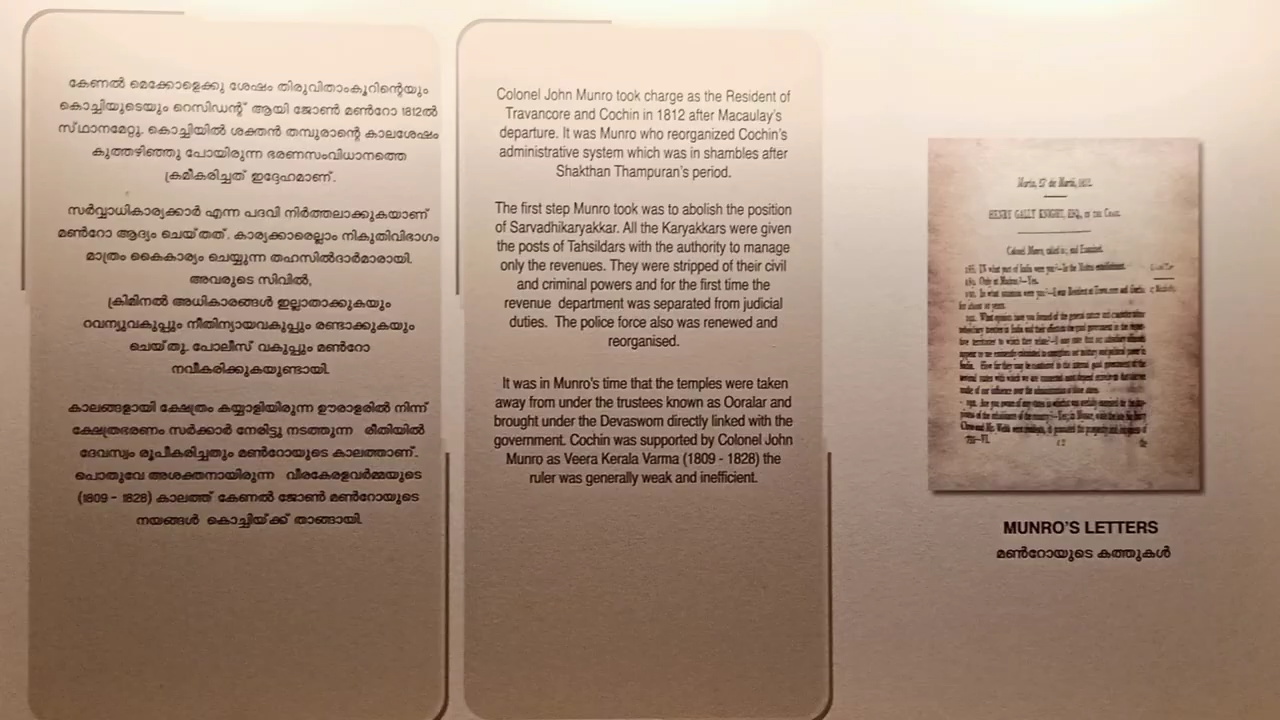 കേണൽ മെക്കോളെക്കു ശേഷം തിരുവിതാംകൂറിന്റെയും
കൊച്ചിയുടെയും റെസിഡന്റ് ആയി ജോൺ മൺറോ 1812ൽ
സ്ഥാനമേറ്റു. കൊച്ചിയിൽ ശക്തൻ തമ്പുരാന്റെ കാലശേഷം
കുത്തഴിഞ്ഞു പോയിരുന്ന ഭരണസംവിധാനത്തെ
ക്രമീകരിച്ചത് ഇദ്ദേഹമാണ്.
സർവ്വാധികാര്യക്കാർ എന്ന പദവി നിർത്തലാക്കുകയാണ്
മൺറോ ആദ്യം ചെയ്തത്. കാര്യക്കാരെല്ലാം നികുതിവിഭാഗം
മാത്രം കൈകാര്യം ചെയ്യുന്ന തഹസിൽദാർമാരായി.
അവരുടെ സിവിൽ,
ക്രിമിനൽ അധികാരങ്ങൾ ഇല്ലാതാക്കുകയും
റവന്യൂവകുപ്പും നീതിന്യായവകുപ്പും രണ്ടാക്കുകയും
ചെയ്തു. പോലീസ് വകുപ്പും മൺറോ
നവീകരിക്കുകയുണ്ടായി.
കാലങ്ങളായി ക്ഷേത്രം കയ്യാളിയിരുന്ന ഊരാളരിൽ നിന്ന്
ക്ഷേത്രഭരണം സർക്കാർ നേരിട്ടു നടത്തുന്ന രീതിയിൽ
ദേവസ്വം രൂപീകരിച്ചതും മൺറോയുടെ കാലത്താണ്.
പൊതുവേ അശക്തനായിരുന്ന വീരകേരളവർമ്മയുടെ
(1809 - 1828) കാലത്ത് കേണൽ ജോൺ മൺറോയുടെ
നയങ്ങൾ കൊച്ചിയ്ക്ക് താങ്ങായി.
Colonel John Munro took charge as the Resident of
Travancore and Cochin in 1812 after Macaulay's
departure. It was Munro who reorganized Cochin's
administrative system which was in shambles after
Shakthan Thampuran's period.
The first step Munro took was to abolish the position
of Sarvadhikaryakkar. All the Karyakkars were given
the posts of Tahsildars with the authority to manage
only the revenues. They were stripped of their civil
and criminal powers and for the first time the
revenue department was separated from judicial
duties. The police force also was renewed and
reorganised.
It was in Munro's time that the temples were taken
away from under the trustees known as Ooralar and
brought under the Devasworn directly linked with the
government. Cochin was supported by Colonel John
Munro as Veera Kerala Varma (1809 - 1828) the
ruler was generally weak and inefficient.
HENRY GALLY KNIGHT, ESQ., IN THE CHAIR.
Colonel Munro, called in; and Examined.
MUNRO'S LETTERS
മൺറോയുടെ കത്തുകൾ